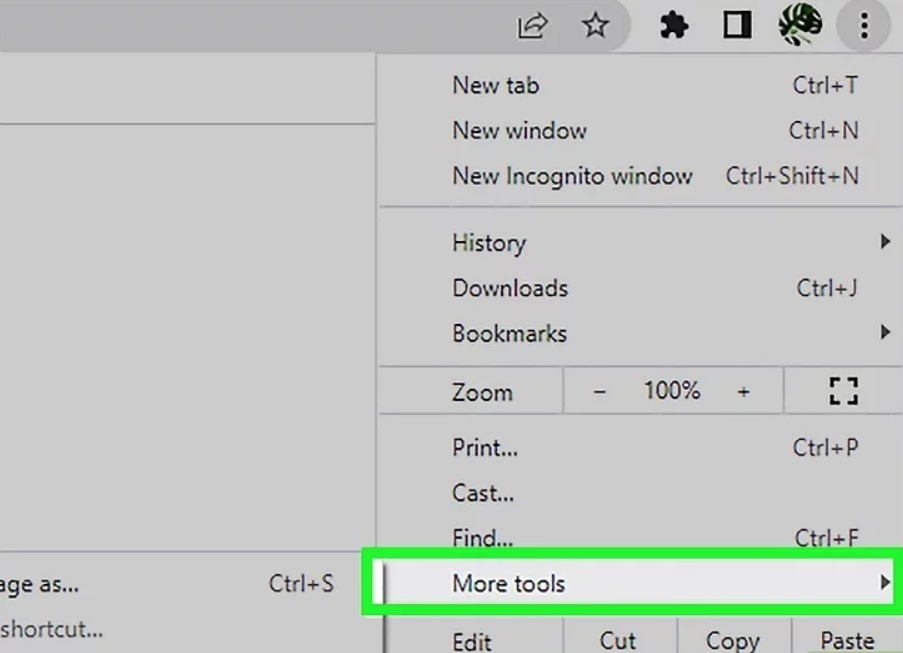 New tab Ctrl+T
New window Ctrl+N
New Incognito window Ctrl+Shift+N
History
Downloads Ctrl+J
Bookmarks
Zoom − 100% +
Print... Ctrl+P
Cast...
Find... Ctrl+F
age as... Ctrl+S
More tools
shortcut...
Edit Cut Copy Paste